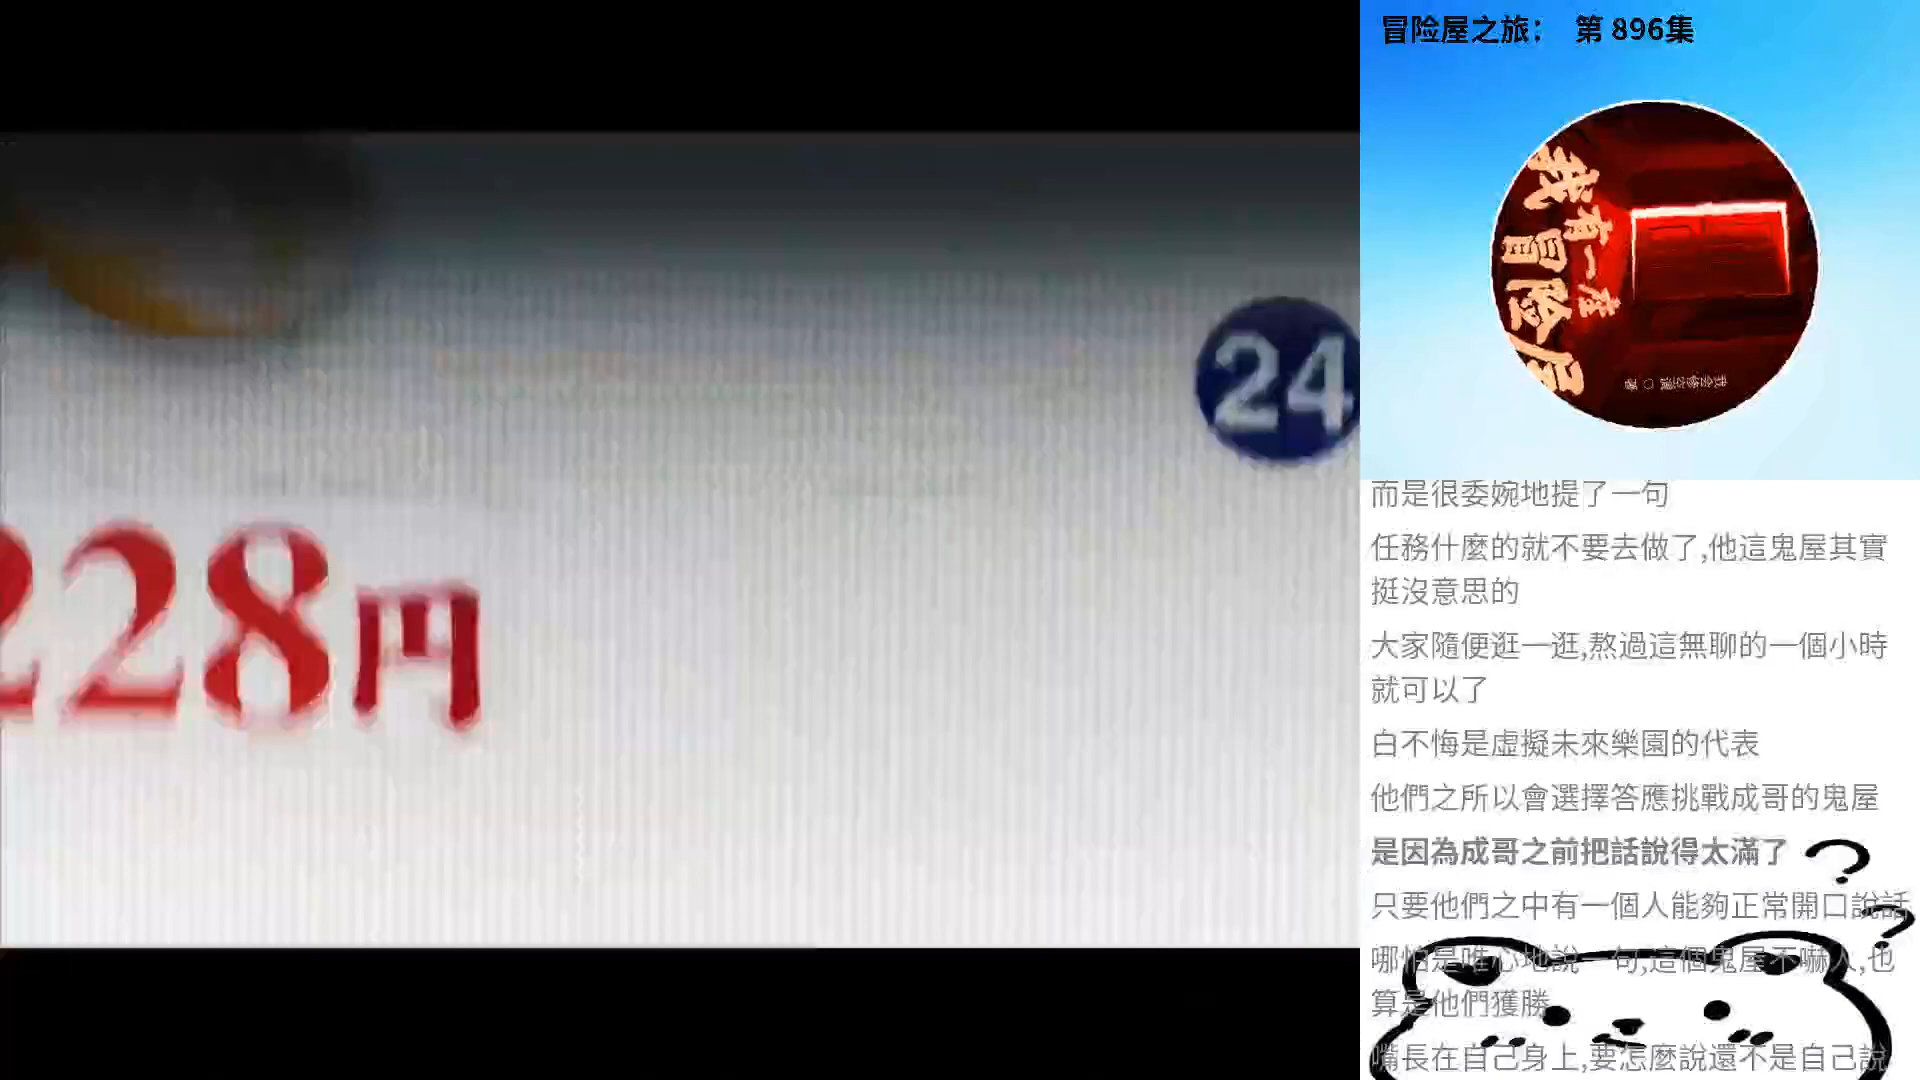 冒险屋之旅： 第 896集
我有一座
冒险屋
24
228円
而是很委婉地提了一句
任務什麼的就不要去做了,他這鬼屋其實
挺沒意思的
大家隨便逛一逛,熬過這無聊的一個小時
就可以了
白不悔是虛擬未來樂園的代表
他們之所以會選擇答應挑戰成哥的鬼屋
是因為成哥之前把話說得太滿了
只要他們之中有一個人能夠正常開口說話
哪怕是唯心地說一句,這個鬼屋不嚇人,也
算是他們獲勝
嘴長在自己身上,要怎麼說還不是自己說